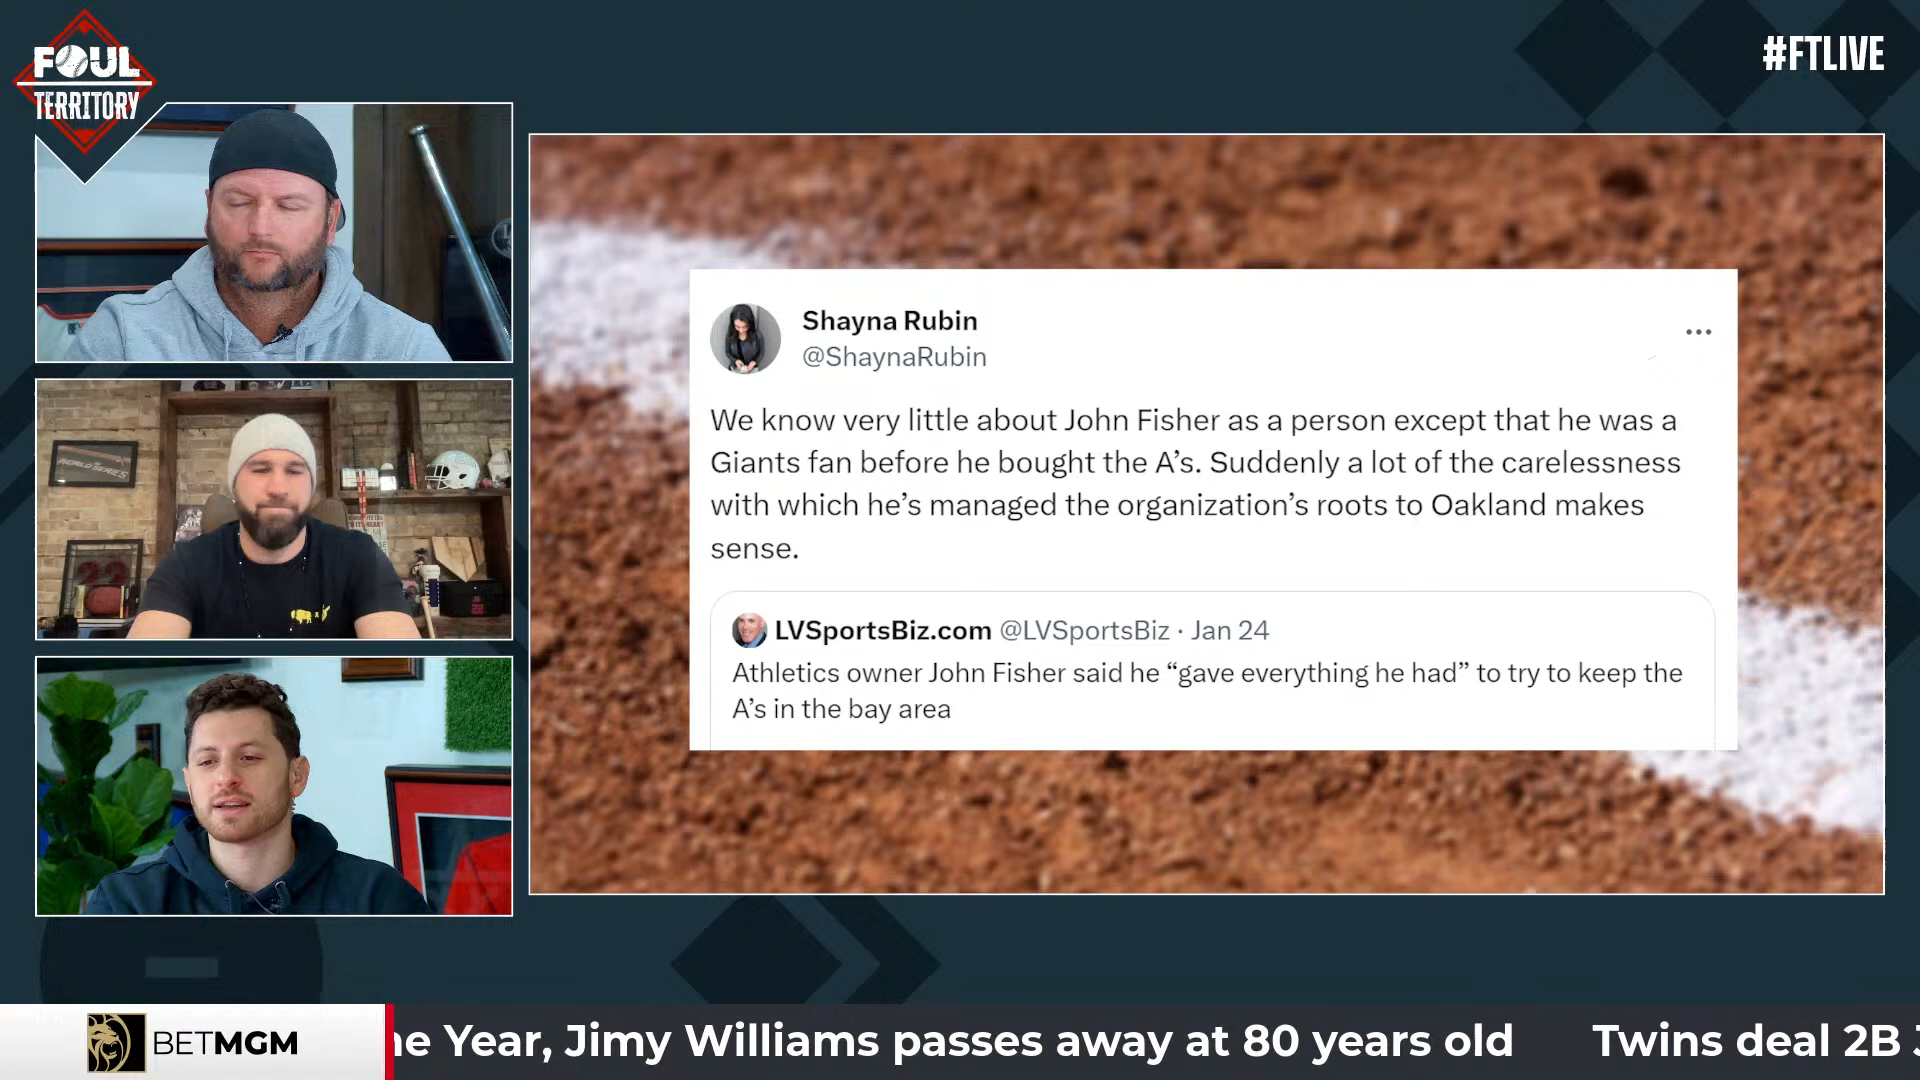 FOUL
TERRITORY
#FTLIVE
Shayna Rubin
@ShaynaRubin
We know very little about John Fisher as a person except that he was a
Giants fan before he bought the A’s. Suddenly a lot of the carelessness
with which he’s managed the organization’s roots to Oakland makes
sense.
LVSportsBiz.com @LVSportsBiz · Jan 24
Athletics owner John Fisher said he “gave everything he had” to try to keep the
A’s in the bay area
WORLD SERIES
22
BETMGM
he Year, Jimy Williams passes away at 80 years old
Twins deal 2B J